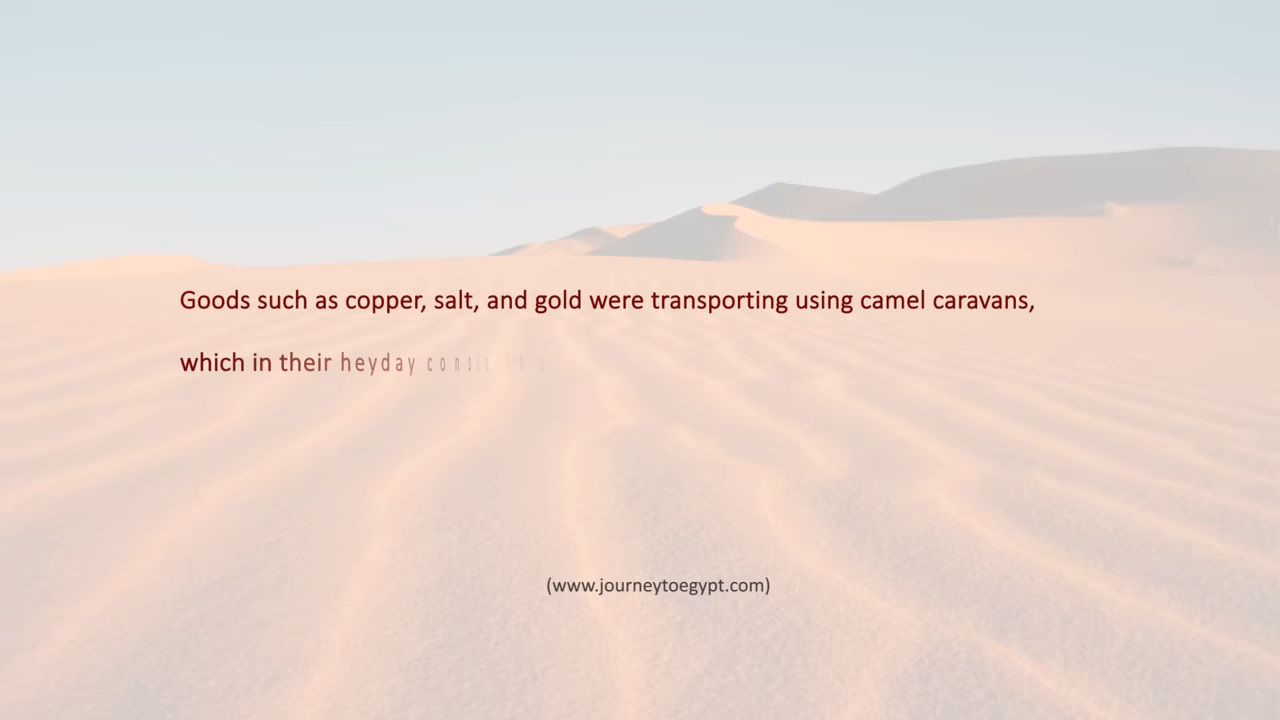 Goods such as copper, salt, and gold were transporting using camel caravans,
which in their heyday
(www.journeytoegypt.com)